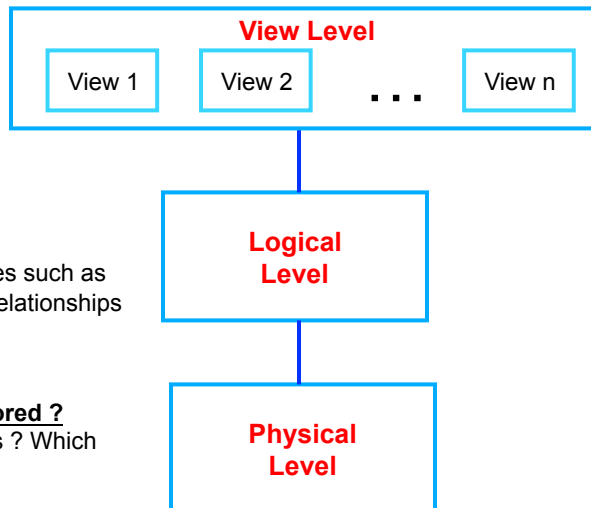 View Level
View 1 View 2 ... View n
Logical
Level
es such as
elationships
ored ?
s ? Which
Physical
Level